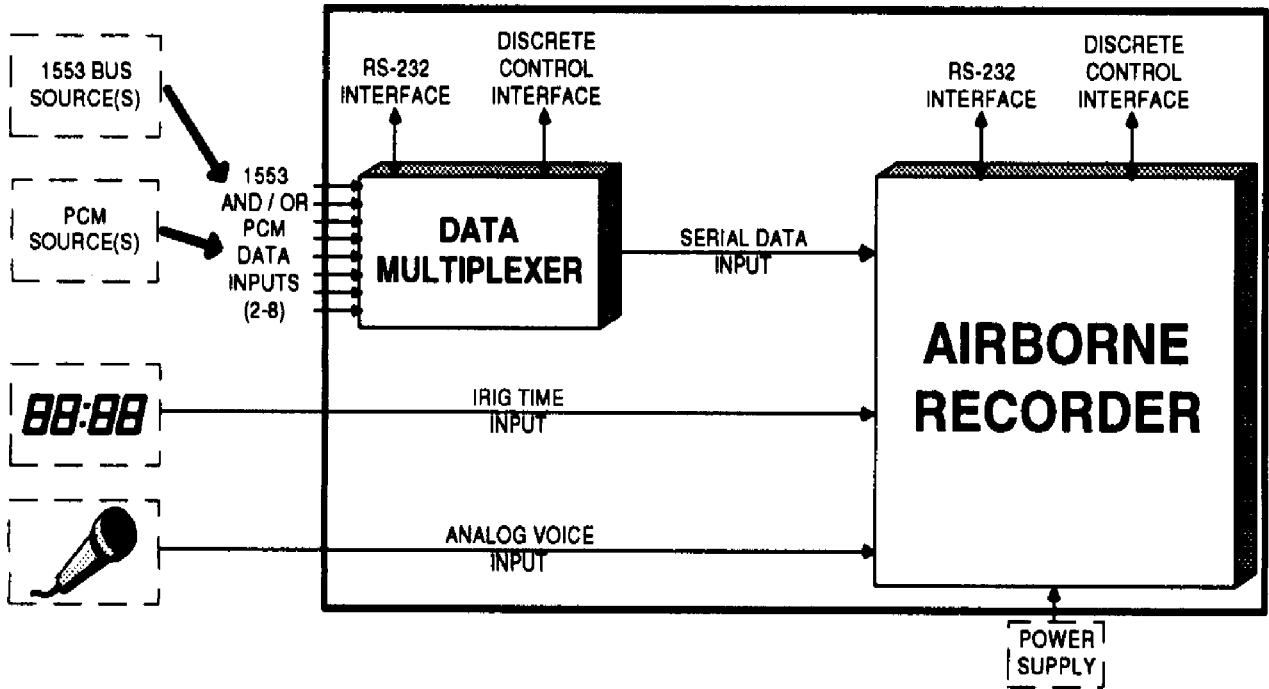 1553 BUS
SOURCE(S)
PCM
SOURCE(S)
88:88
1553
AND / OR
PCM
DATA
INPUTS
(2-8)
RS-232
INTERFACE
DISCRETE
CONTROL
INTERFACE
DATA
MULTIPLEXER
SERIAL DATA
INPUT
IRIG TIME
INPUT
ANALOG VOICE
INPUT
RS-232
INTERFACE
DISCRETE
CONTROL
INTERFACE
AIRBORNE
RECORDER
POWER
SUPPLY